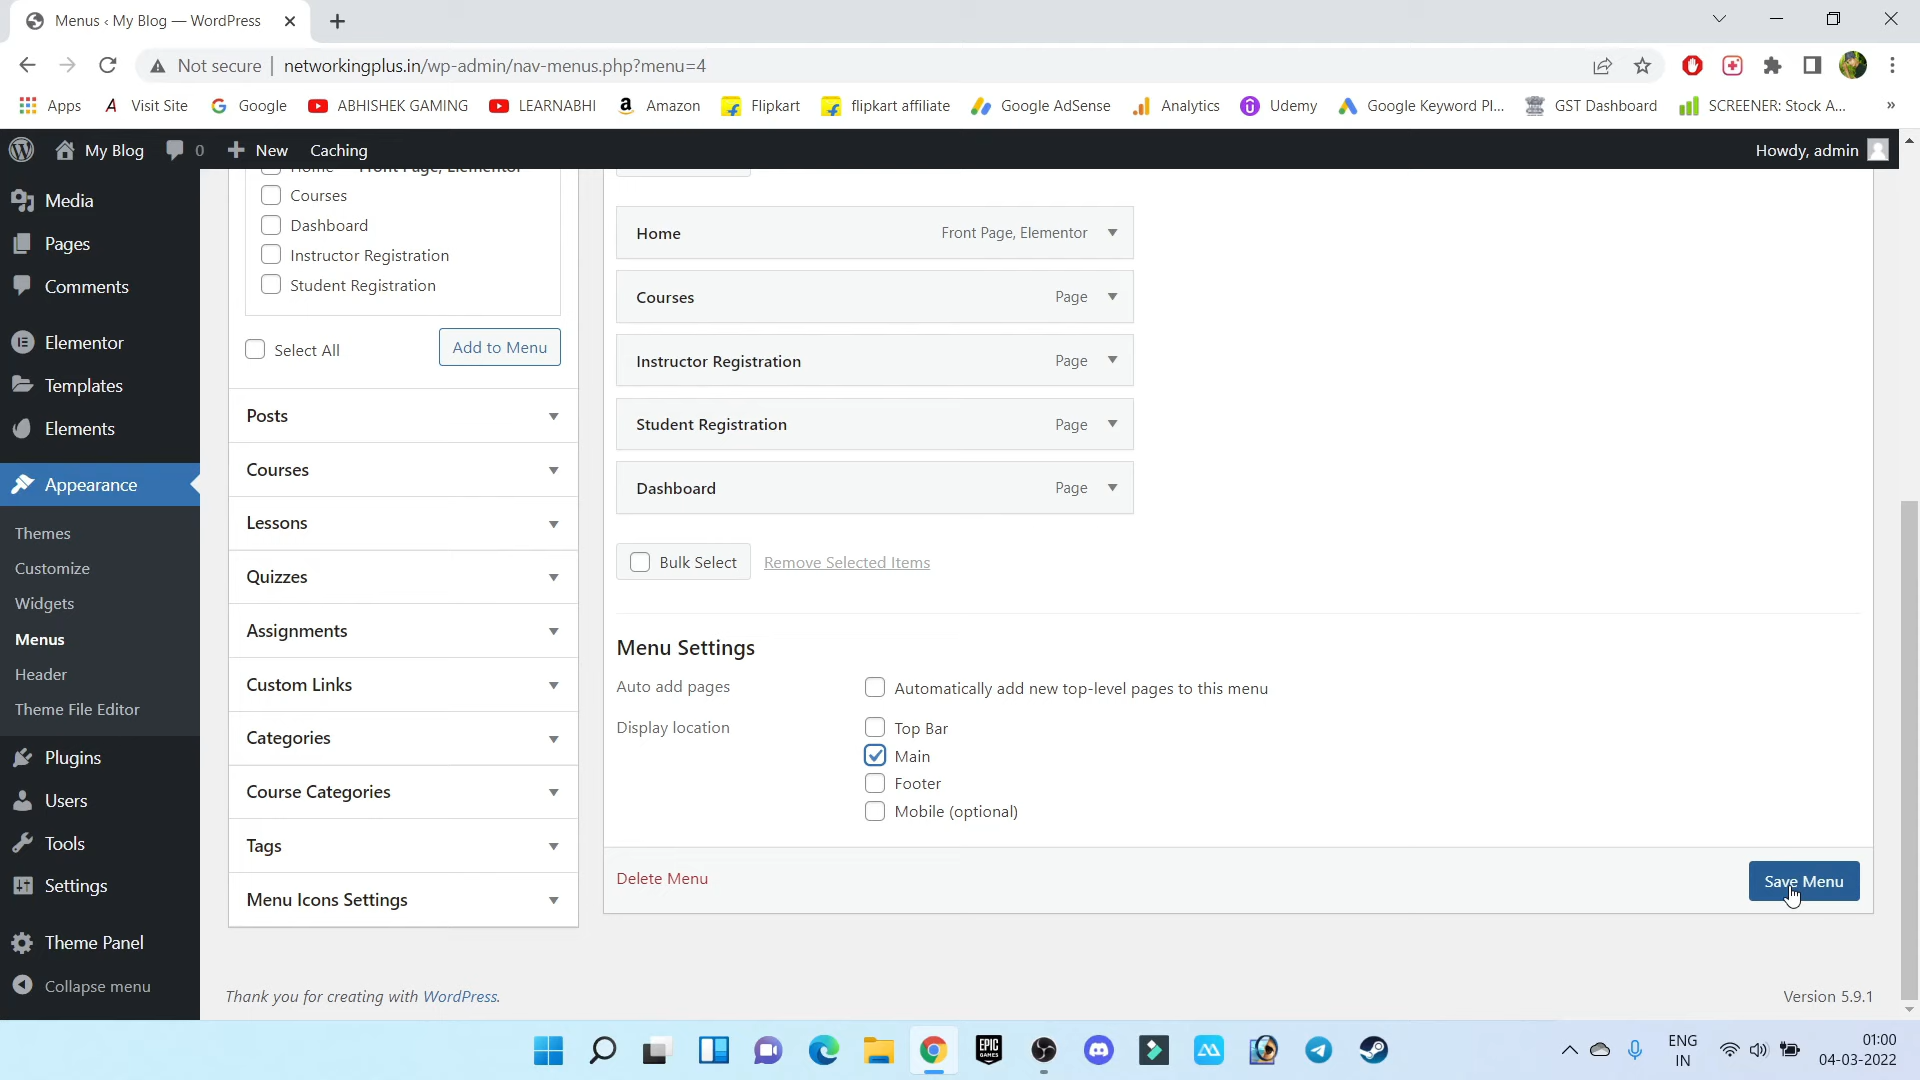 Menus ‹ My Blog — WordPress
Not secure
networkingplus.in/wp-admin/nav-menus.php?menu=4
Apps
Visit Site
Google
ABHISHEK GAMING
LEARNABHI
Amazon
Flipkart
flipkart affiliate
Google AdSense
Analytics
Udemy
Google Keyword Pl...
GST Dashboard
SCREENER: Stock A...
»
My Blog
0
New
Caching
Howdy, admin
Media
Pages
Comments
Elementor
Templates
Elements
Appearance
Themes
Customize
Widgets
Menus
Header
Theme File Editor
Plugins
Users
Tools
Settings
Theme Panel
Collapse menu
Home — Front Page, Elementor
Courses
Dashboard
Instructor Registration
Student Registration
Select All
Add to Menu
Posts
Courses
Lessons
Quizzes
Assignments
Custom Links
Categories
Course Categories
Tags
Menu Icons Settings
Home Front Page, Elementor
Courses Page
Instructor Registration Page
Student Registration Page
Dashboard Page
Bulk Select Remove Selected Items
Menu Settings
Auto add pages Automatically add new top-level pages to this menu
Display location Top Bar
Main
Footer
Mobile (optional)
Delete Menu
Save Menu
Thank you for creating with WordPress.
Version 5.9.1
EPIC GAMES
ENG
IN
01:00
04-03-2022